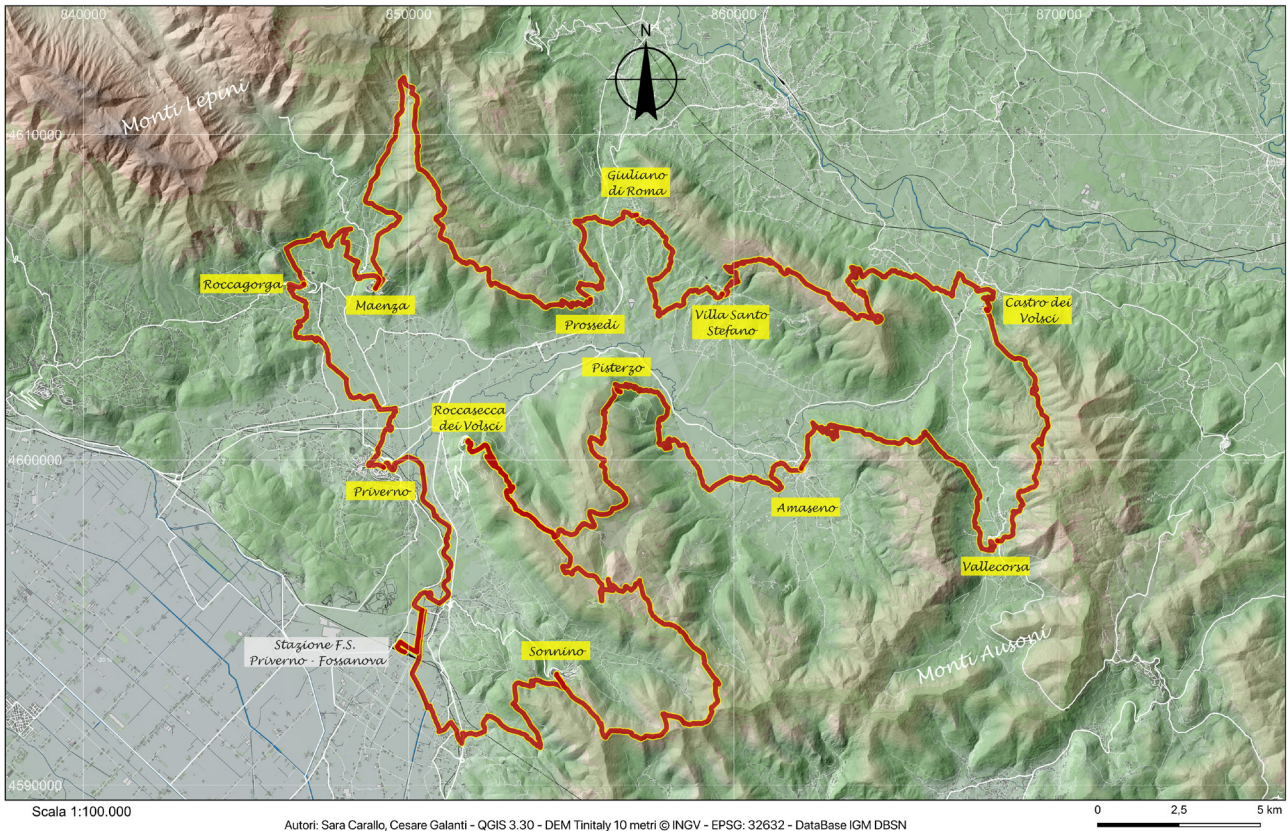 840000
850000
860000
870000
N
Monti Lepini
4610000
Giuliano
di Roma
Roccagorga
Maenza
Prossedi
Villa Santo
Stefano
Castro dei
Volsci
Pisterzo
Roccasecca
dei Volsci
4600000
Priverno
Amaseno
Vallecorsa
Stazione F.S.
Priverno - Fossanova
Sonnino
Monti Ausoni
4590000
Scala 1:100.000
Autori: Sara Carallo, Cesare Galanti - QGIS 3.30 - DEM Tinitaly 10 metri © INGV - EPSG: 32632 - DataBase IGM DBSN
0 2,5 5 km